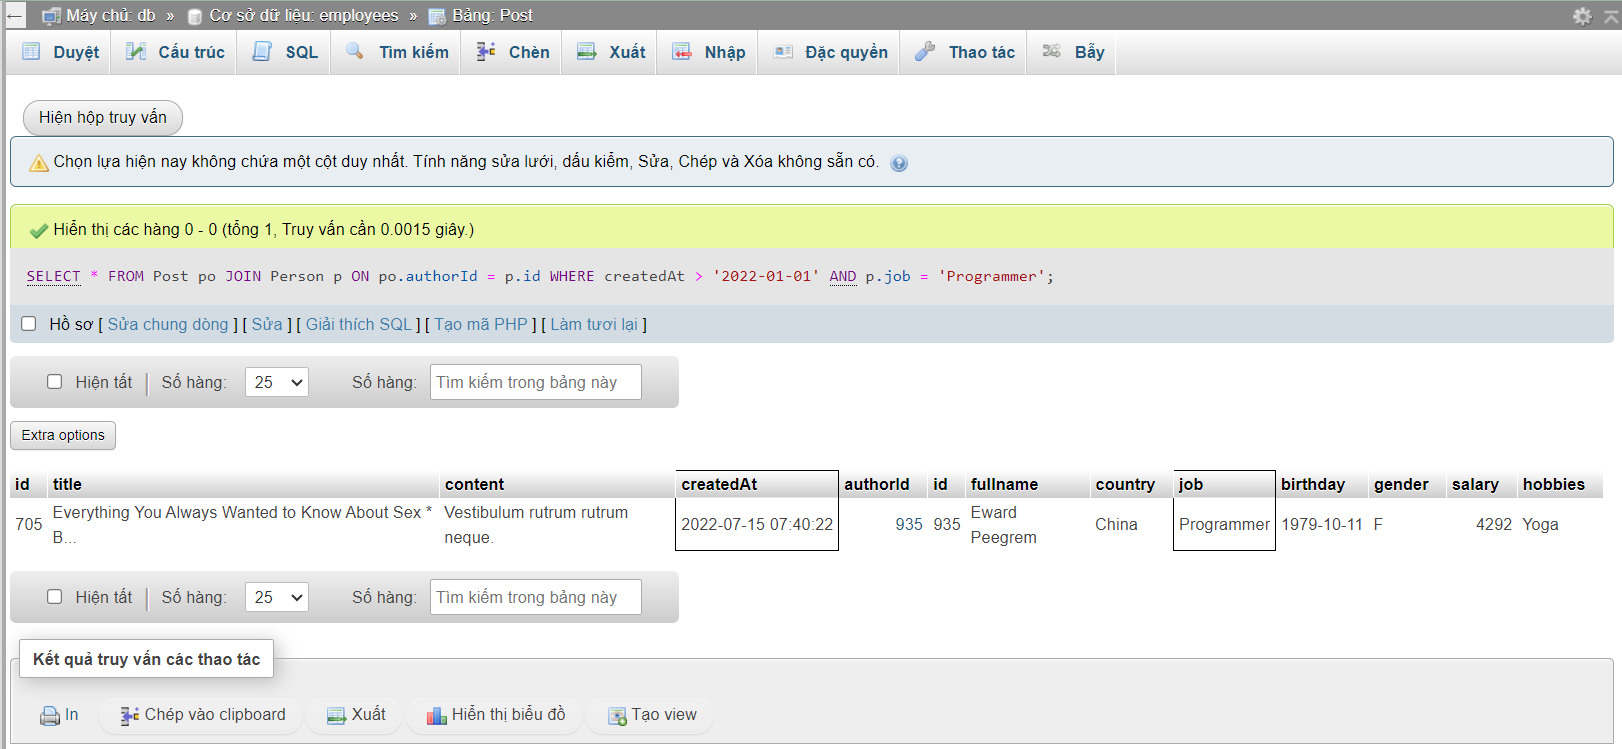 Máy chủ: db » Cơ sở dữ liệu: employees » Bảng: Post
Duyệt Cấu trúc SQL Tìm kiếm Chèn Xuất Nhập Đặc quyền Thao tác Bẫy
Hiện hộp truy vấn
Chọn lựa hiện nay không chứa một cột duy nhất. Tính năng sửa lưới, dấu kiểm, Sửa, Chép và Xóa không sẵn có.
Hiển thị các hàng 0 - 0 (tổng 1, Truy vấn cần 0.0015 giây.)
SELECT * FROM Post po JOIN Person p ON po.authorId = p.id WHERE createdAt > '2022-01-01' AND p.job = 'Programmer';
Hồ sơ [ Sửa chung dòng ] [ Sửa ] [ Giải thích SQL ] [ Tạo mã PHP ] [ Làm tươi lại ]
Hiện tất | Số hàng: 25 Số hàng: Tìm kiếm trong bảng này
Extra options
id title content createdAt authorId id fullname country job birthday gender salary hobbies
705 Everything You Always Wanted to Know About Sex * B... Vestibulum rutrum rutrum neque. 2022-07-15 07:40:22 935 935 Eward Peegrem China Programmer 1979-10-11 F 4292 Yoga
Hiện tất | Số hàng: 25 Số hàng: Tìm kiếm trong bảng này
Kết quả truy vấn các thao tác
In Chép vào clipboard Xuất Hiển thị biểu đồ Tạo view